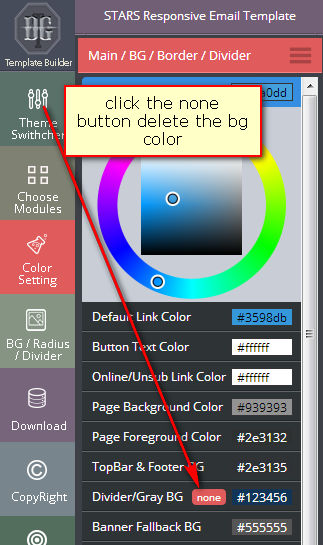 STARS Responsive Email Template
DG
Template Builder
Main / BG / Border / Divider
click the none
button delete the bg
color
Theme
Swithcher
Choose
Modules
Color
Setting
BG / Radius
/ Divider
Download
CopyRight
Default Link Color #3598db
Button Text Color #ffffff
Online/Unsub Link Color #ffffff
Page Background Color #939393
Page Foreground Color #2e3132
TopBar & Footer BG #2e3135
Divider/Gray BG none #123456
Banner Fallback BG #555555